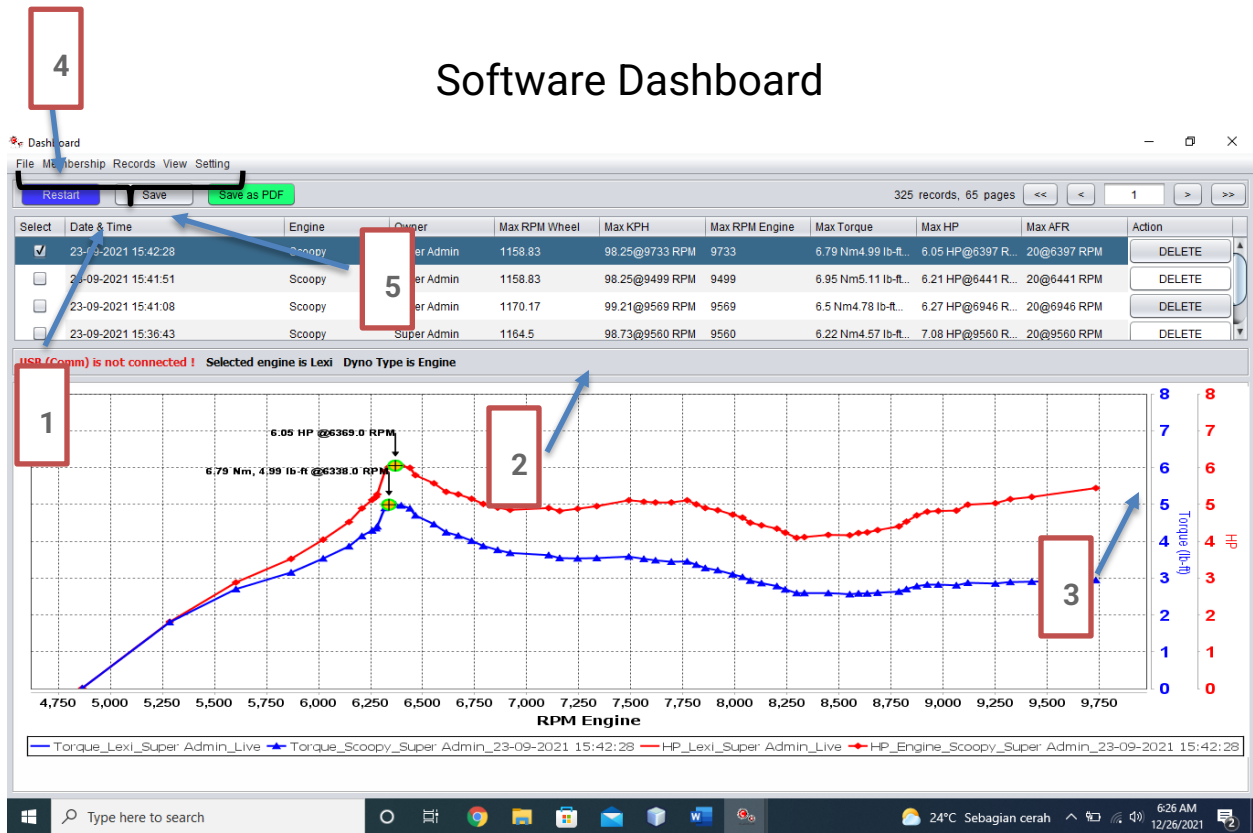 4
Software Dashboard
Dashboard
File Membership Records View Setting
Restart Save Save as PDF 325 records, 65 pages << < 1 > >>
Select Date & Time Engine Owner Max RPM Wheel Max KPH Max RPM Engine Max Torque Max HP Max AFR Action
23-09-2021 15:42:28 Scoopy Super Admin 1158.83 98.25@9733 RPM 9733 6.79 Nm4.99 lb-ft... 6.05 HP@6397 R... 20@6397 RPM DELETE
23-09-2021 15:41:51 Scoopy Super Admin 1158.83 98.25@9499 RPM 9499 6.95 Nm5.11 lb-ft... 6.21 HP@6441 R... 20@6441 RPM DELETE
5
23-09-2021 15:41:08 Scoopy Super Admin 1170.17 99.21@9569 RPM 9569 6.5 Nm4.78 lb-ft... 6.27 HP@6946 R... 20@6946 RPM DELETE
23-09-2021 15:36:43 Scoopy Super Admin 1164.5 98.73@9560 RPM 9560 6.22 Nm4.57 lb-ft... 7.08 HP@9560 R... 20@9560 RPM DELETE
USB (Comm) is not connected ! Selected engine is Lexi Dyno Type is Engine
1
2
3
6.05 HP @6369.0 RPM
6.79 Nm, 4.99 lb-ft @6338.0 RPM
8 8
7 7
6 6
5 5
4 4
3 3
2 2
1 1
0 0
Torque (lb-ft)
HP
4,750 5,000 5,250 5,500 5,750 6,000 6,250 6,500 6,750 7,000 7,250 7,500 7,750 8,000 8,250 8,500 8,750 9,000 9,250 9,500 9,750
RPM Engine
Torque_Lexi_Super Admin_Live Torque_Scoopy_Super Admin_23-09-2021 15:42:28 HP_Lexi_Super Admin_Live HP_Engine_Scoopy_Super Admin_23-09-2021 15:42:28
Type here to search 24°C Sebagian cerah 6:26 AM
12/26/2021 2